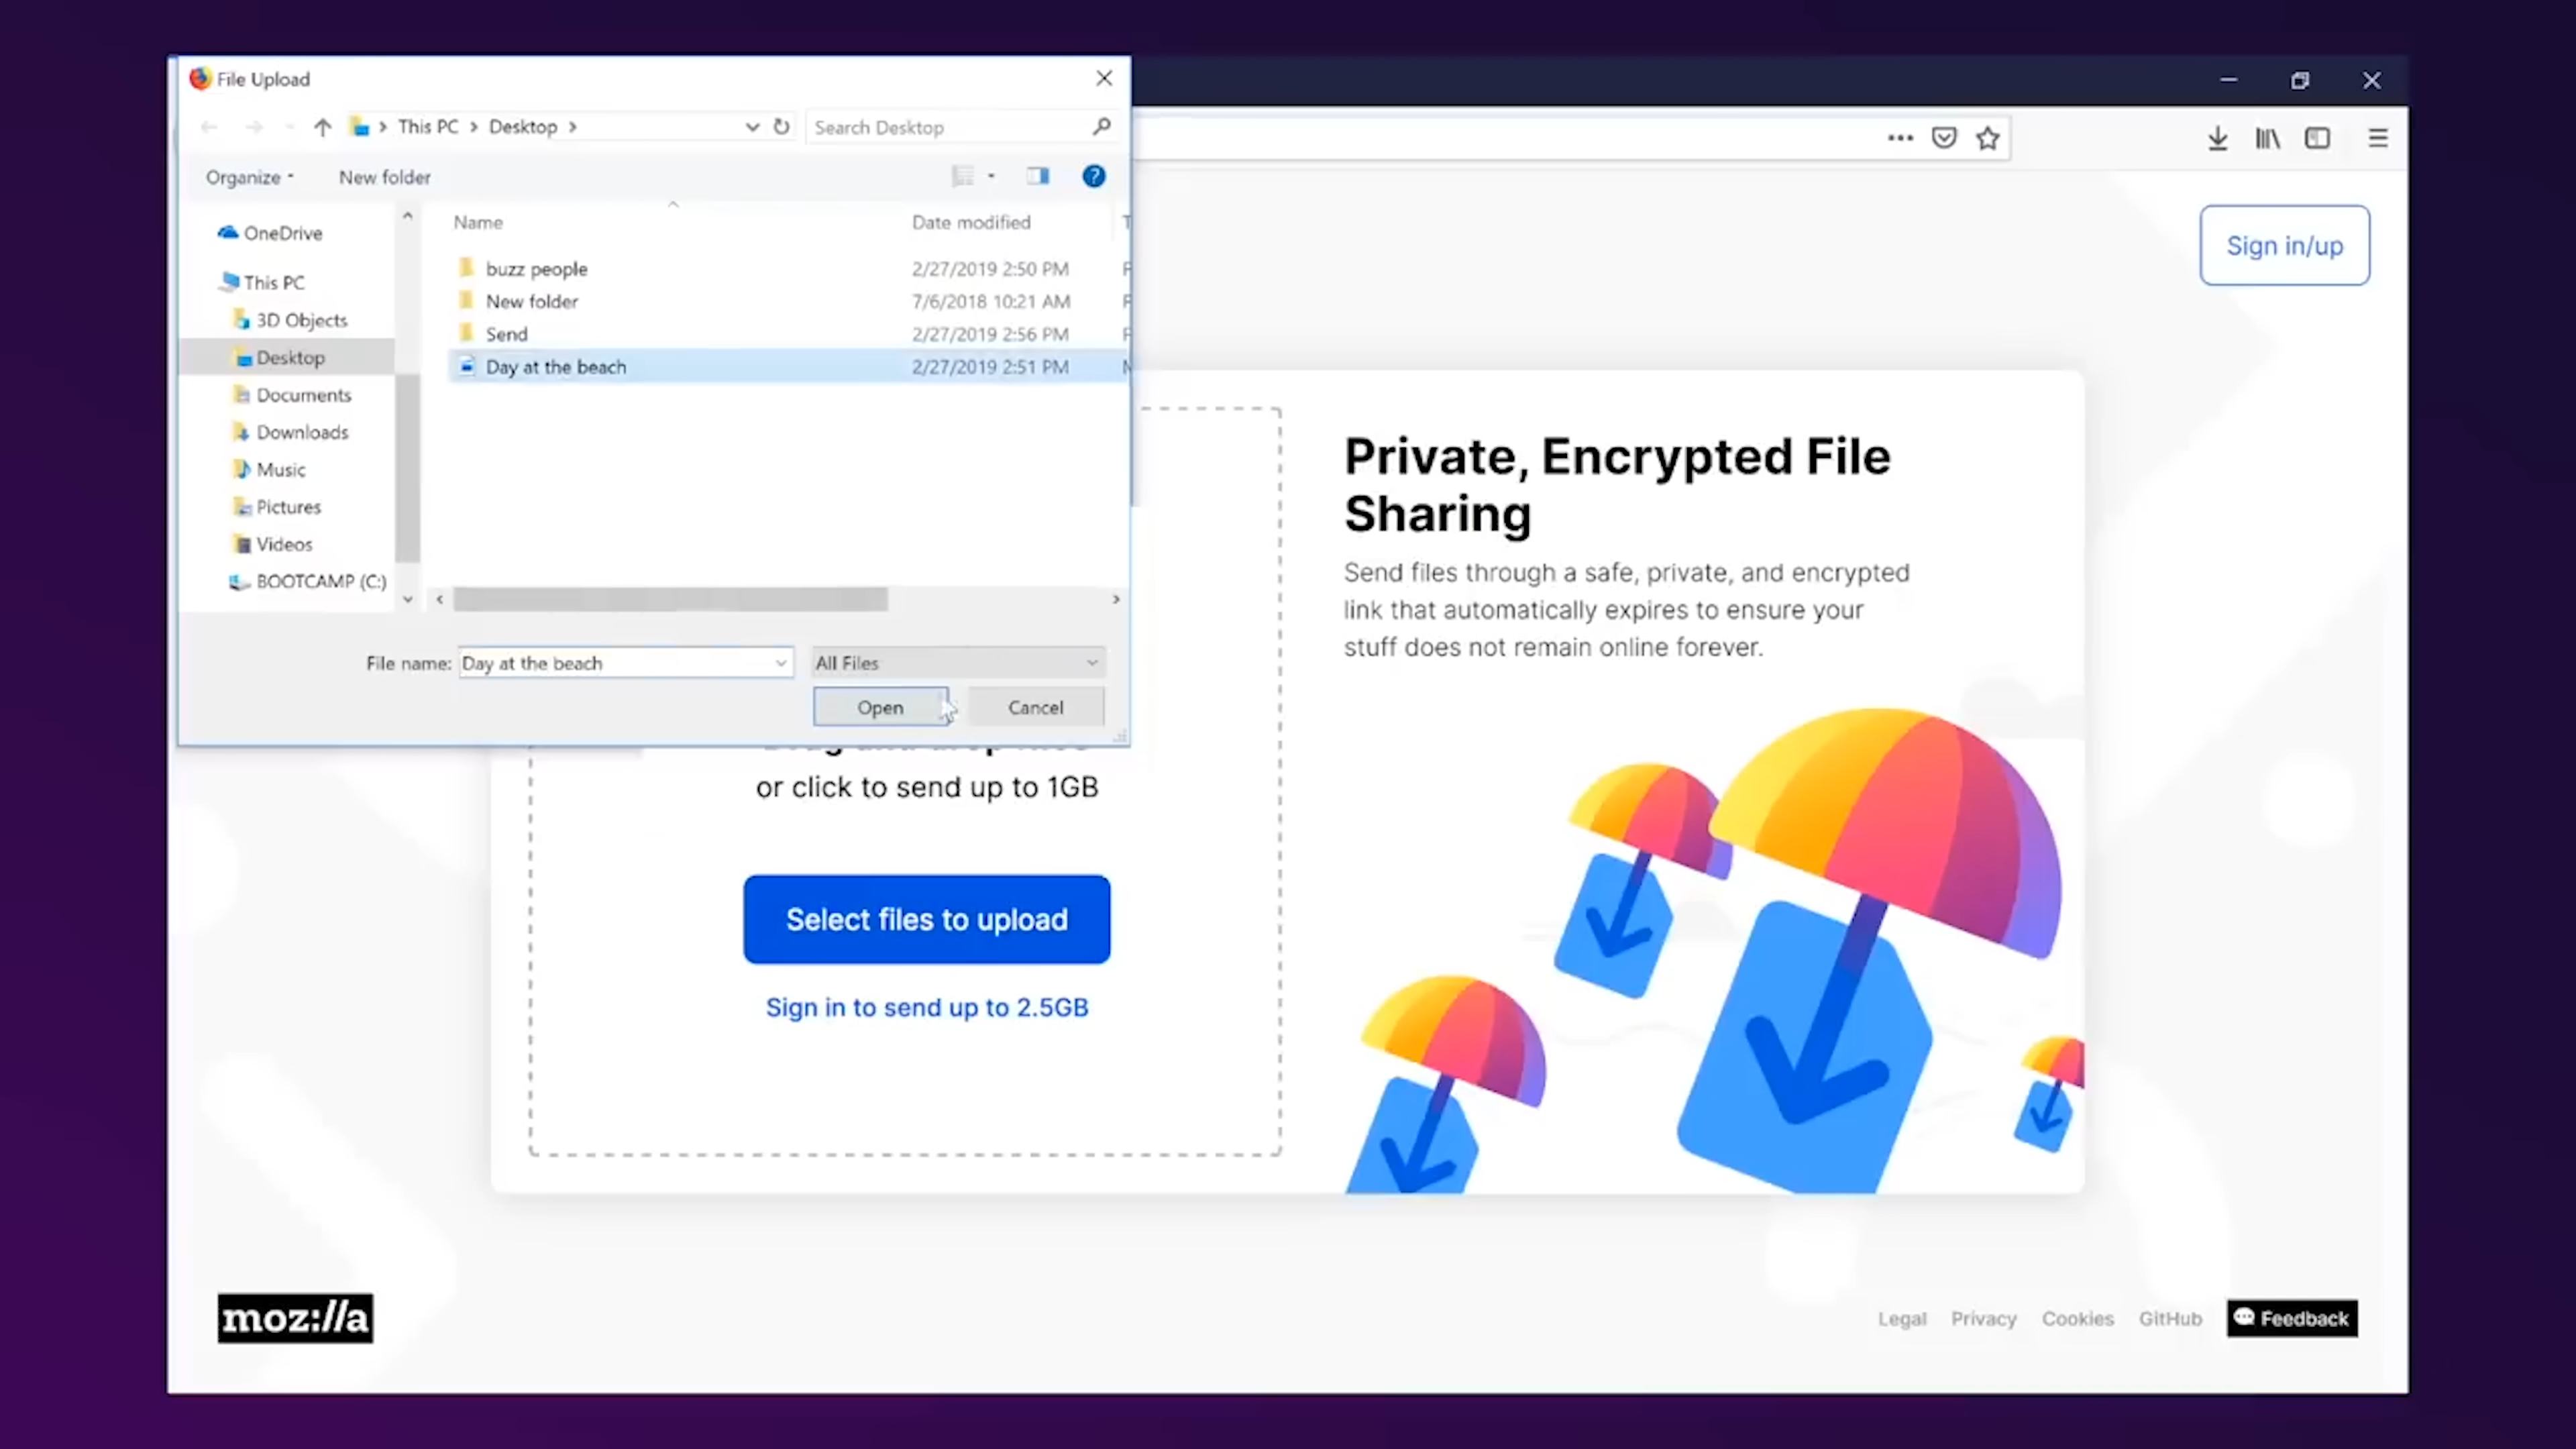 File Upload
This PC > Desktop >
Search Desktop
Organize
New folder
Name
Date modified
OneDrive
This PC
3D Objects
Desktop
Documents
Downloads
Music
Pictures
Videos
BOOTCAMP (C:)
buzz people 2/27/2019 2:50 PM
New folder 7/6/2018 10:21 AM
Send 2/27/2019 2:56 PM
Day at the beach 2/27/2019 2:51 PM
File name: Day at the beach
All Files
Open
Cancel
Sign in/up
or click to send up to 1GB
Select files to upload
Sign in to send up to 2.5GB
Private, Encrypted File
Sharing
Send files through a safe, private, and encrypted
link that automatically expires to ensure your
stuff does not remain online forever.
moz://a
Legal Privacy Cookies GitHub Feedback